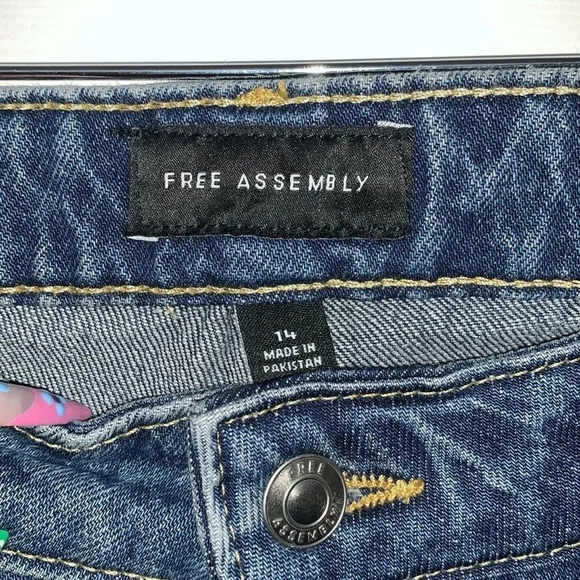 FREE ASSEMBLY
14
MADE IN
PAKISTAN
FREE
ASSEMBLY